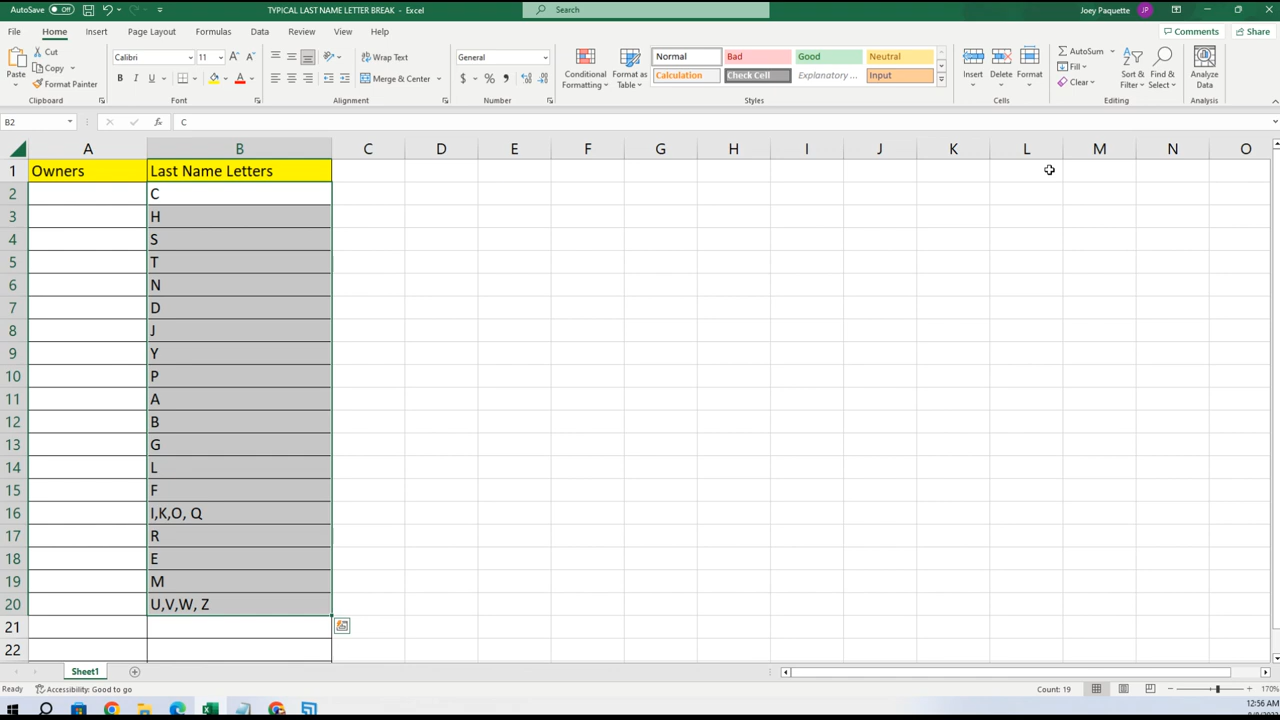 AutoSave Off TYPICAL LAST NAME LETTER BREAK - Excel Search Joey Paquette JP
File Home Insert Page Layout Formulas Data Review View Help Comments Share
Paste Cut Copy Format Painter Clipboard
Calibri 11 B I U A Font
Wrap Text Merge & Center Alignment
General $ % , Number
Conditional Formatting Format as Table
Normal Bad Good Neutral
Calculation Check Cell Explanatory ... Input
Styles
Insert Delete Format Cells
AutoSum Fill Clear Sort & Filter Find & Select Editing
Analyze Data Analysis
B2 fx C
A B C D E F G H I J K L M N O
1 Owners Last Name Letters
2 C
3 H
4 S
5 T
6 N
7 D
8 J
9 Y
10 P
11 A
12 B
13 G
14 L
15 F
16 I,K,O, Q
17 R
18 E
19 M
20 U,V,W, Z
21
22
Sheet1
Ready Accessibility: Good to go Count: 19 170%
12:56 AM